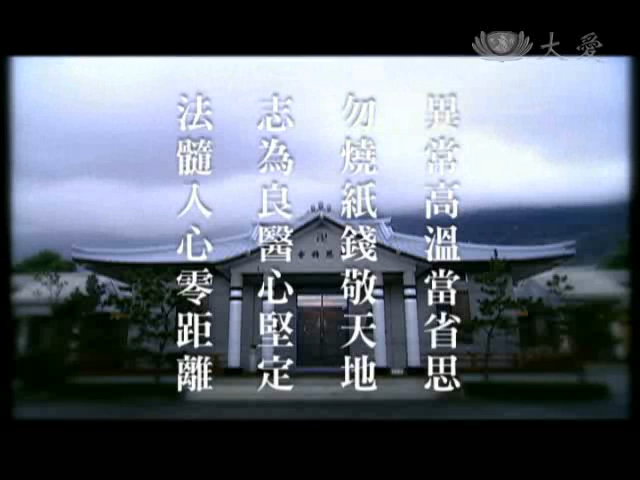 大愛
異常高溫當省思
勿燒紙錢敬天地
志為良醫心堅定
法髓入心零距離